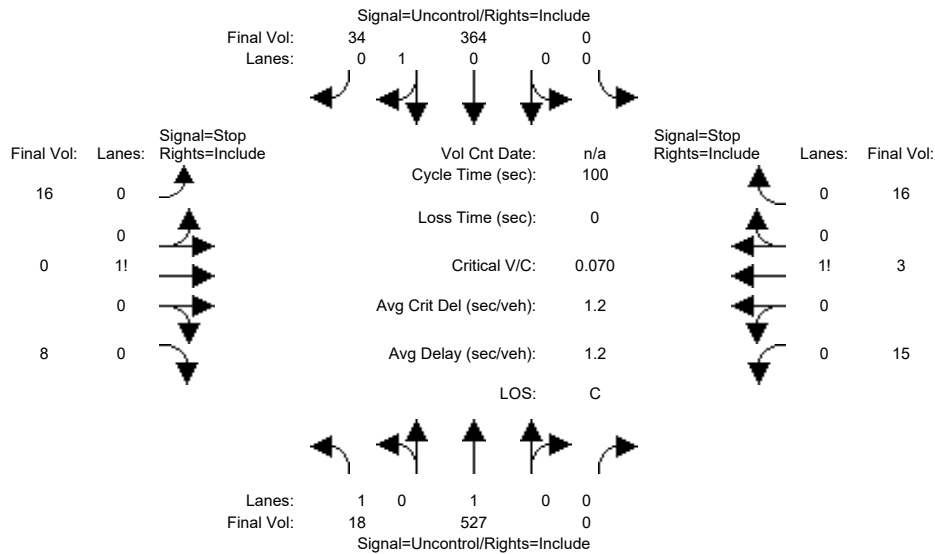 Signal=Uncontrol/Rights=Include
Final Vol: 34 364 0
Lanes: 0 1 0 0 0
Signal=Stop Signal=Stop
Final Vol: Lanes: Rights=Include Vol Cnt Date: n/a Rights=Include Lanes: Final Vol:
Cycle Time (sec): 100
16 0 0 16
Loss Time (sec): 0
0 0
0 1! Critical V/C: 0.070 1! 3
0 Avg Crit Del (sec/veh): 1.2 0
8 0 Avg Delay (sec/veh): 1.2 0 15
LOS: C
Lanes: 1 0 1 0 0
Final Vol: 18 527 0
Signal=Uncontrol/Rights=Include